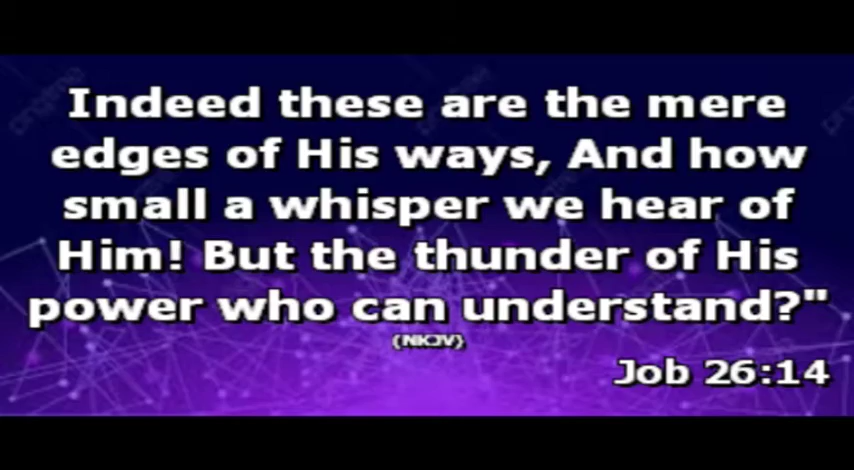 Indeed these are the mere
edges of His ways, And how
small a whisper we hear of
Him! But the thunder of His
power who can understand?"
(NKJV)
Job 26:14